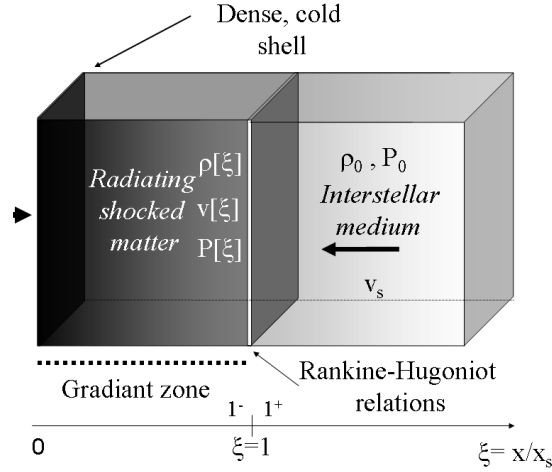 Dense, cold
shell
ρ[ξ]
v[ξ]
P[ξ]
Radiating
shocked
matter
ρ₀ , P₀
Interstellar
medium
vₛ
Gradiant zone
Rankine-Hugoniot
relations
1⁻ 1⁺
0
ξ=1
ξ= x/xₛ